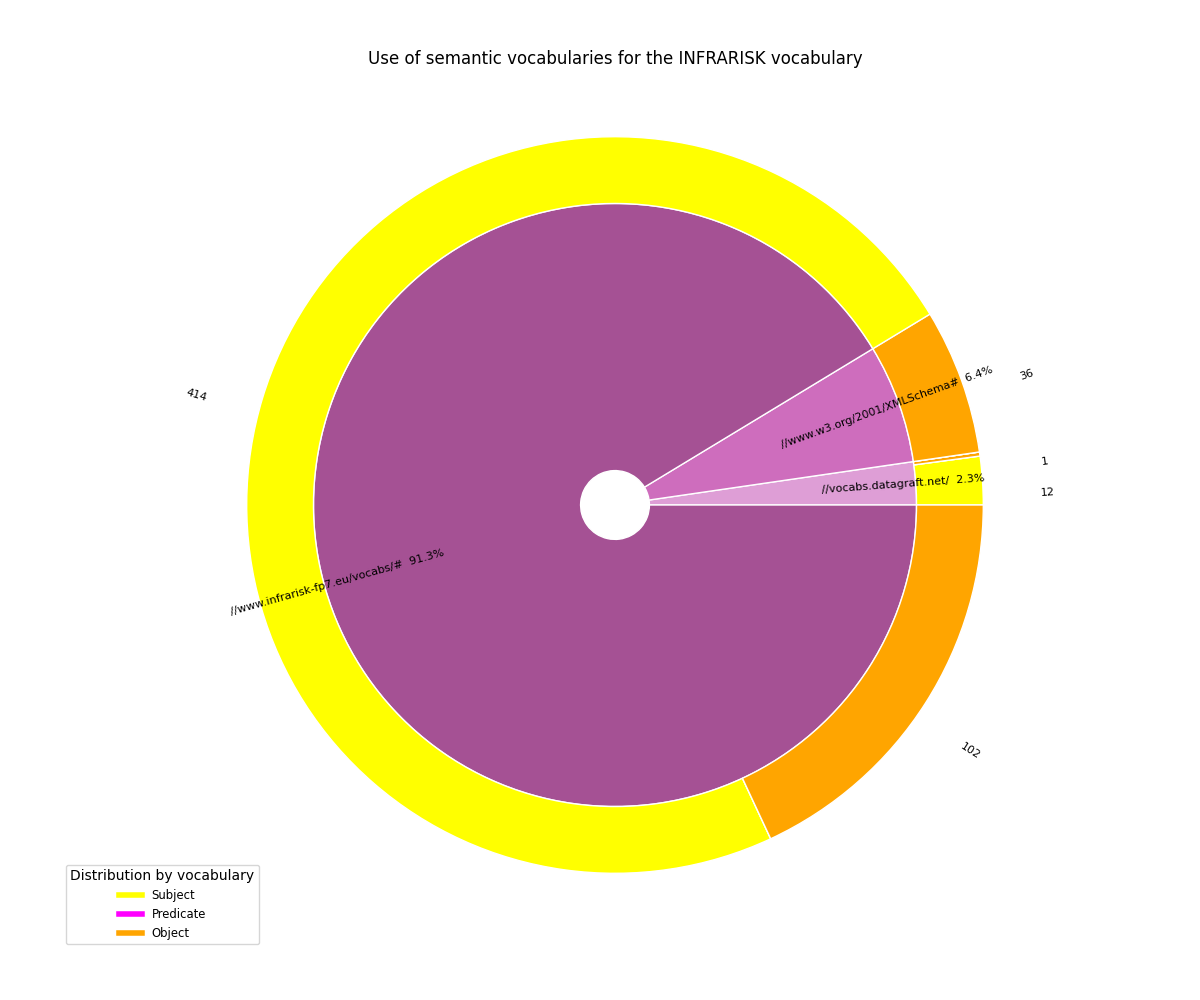 Use of semantic vocabularies for the INFRARISK vocabulary
414
36
//www.w3.org/2001/XMLSchema#  6.4%
1
//vocabs.datagraft.net/  2.3%
12
//www.infrarisk-fp7.eu/vocabs/#  91.3%
102
Distribution by vocabulary
Subject
Predicate
Object